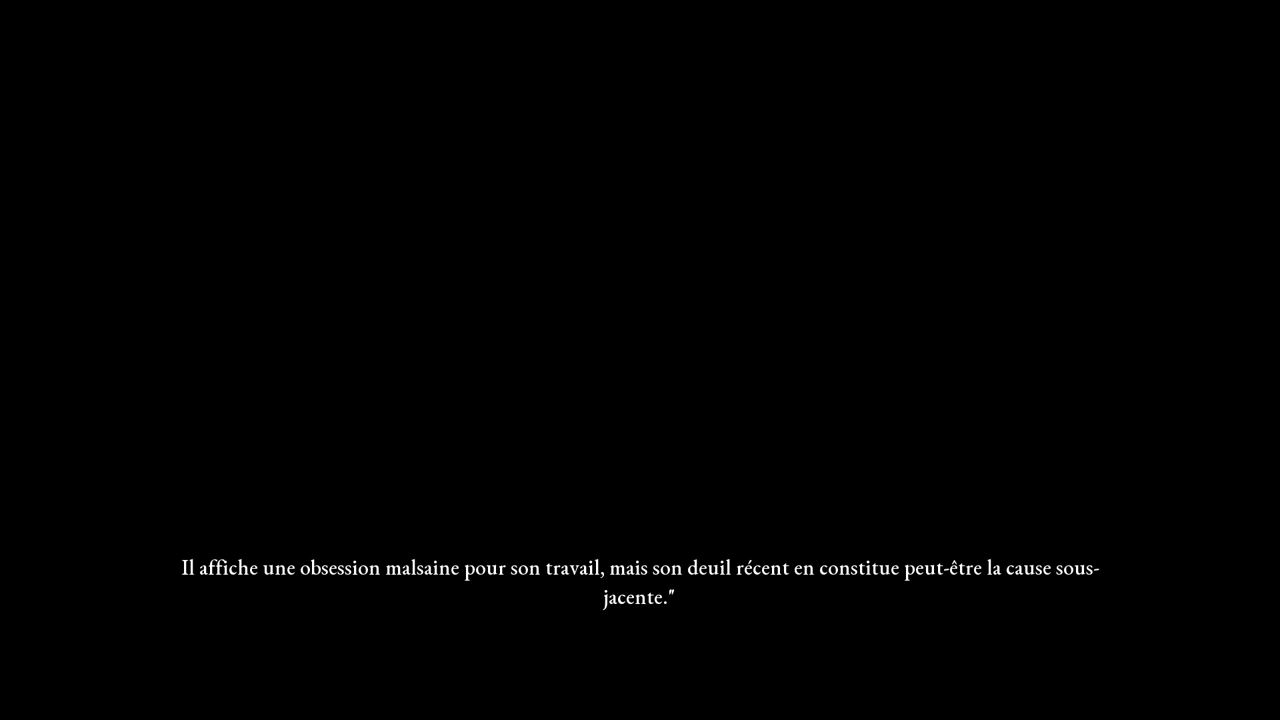 Il affiche une obsession malsaine pour son travail, mais son deuil récent en constitue peut-être la cause sous-
jacente."